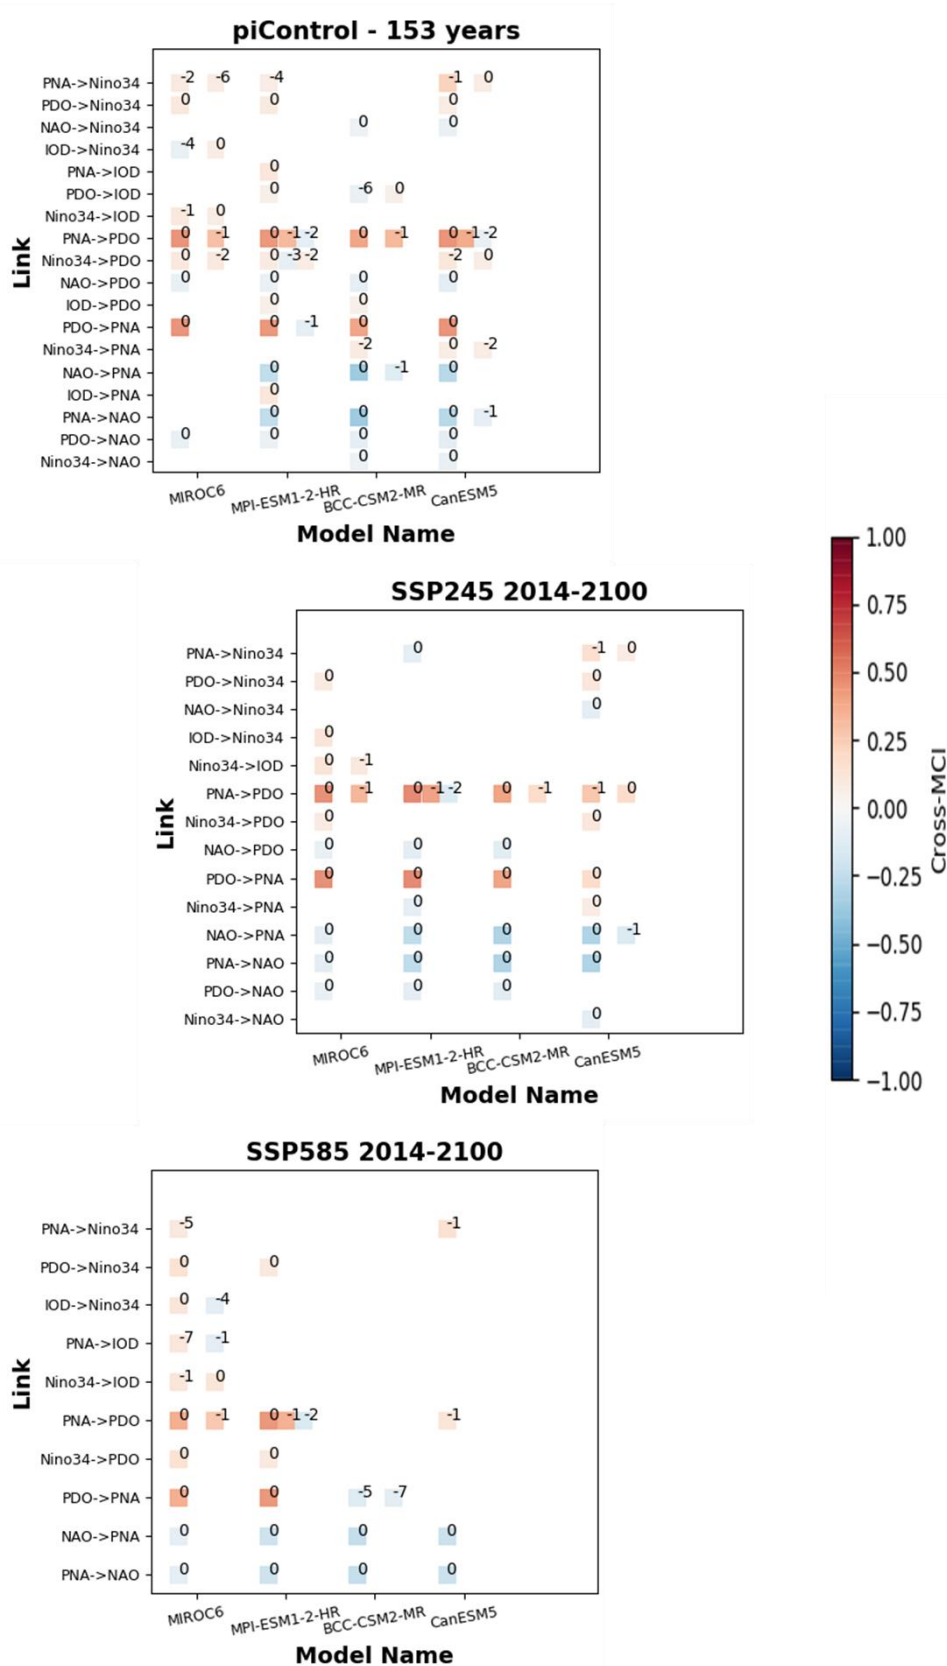 piControl - 153 years
Link
PNA->Nino34 -2 -6 -4 -1 0
PDO->Nino34 0 0 0
NAO->Nino34 0 0
IOD->Nino34 -4 0
PNA->IOD 0
PDO->IOD 0 -6 0
Nino34->IOD -1 0
PNA->PDO 0 -1 0 -1 -2 0 -1 0 -1 -2
Nino34->PDO 0 -2 0 -3 -2 -2 0
NAO->PDO 0 0 0 0
IOD->PDO 0 0
PDO->PNA 0 0 -1 0 0
Nino34->PNA -2 0 -2
NAO->PNA 0 0 -1 0
IOD->PNA 0
PNA->NAO 0 0 0 -1
PDO->NAO 0 0 0 0
Nino34->NAO 0 0
MIROC6 MPI-ESM1-2-HR BCC-CSM2-MR CanESM5
Model Name
SSP245 2014-2100
Link
PNA->Nino34 0 -1 0
PDO->Nino34 0 0
NAO->Nino34 0
IOD->Nino34 0
Nino34->IOD 0 -1
PNA->PDO 0 -1 0 -1 -2 0 -1 -1 0
Nino34->PDO 0 0
NAO->PDO 0 0 0
PDO->PNA 0 0 0 0
Nino34->PNA 0 0
NAO->PNA 0 0 0 0 -1
PNA->NAO 0 0 0 0
PDO->NAO 0 0 0
Nino34->NAO 0
MIROC6 MPI-ESM1-2-HR BCC-CSM2-MR CanESM5
Model Name
1.00
0.75
0.50
0.25
0.00
−0.25
−0.50
−0.75
−1.00
Cross-MCI
SSP585 2014-2100
Link
PNA->Nino34 -5 -1
PDO->Nino34 0 0
IOD->Nino34 0 -4
PNA->IOD -7 -1
Nino34->IOD -1 0
PNA->PDO 0 -1 0 -1 -2 -1
Nino34->PDO 0 0
PDO->PNA 0 0 -5 -7
NAO->PNA 0 0 0 0
PNA->NAO 0 0 0 0
MIROC6 MPI-ESM1-2-HR BCC-CSM2-MR CanESM5
Model Name